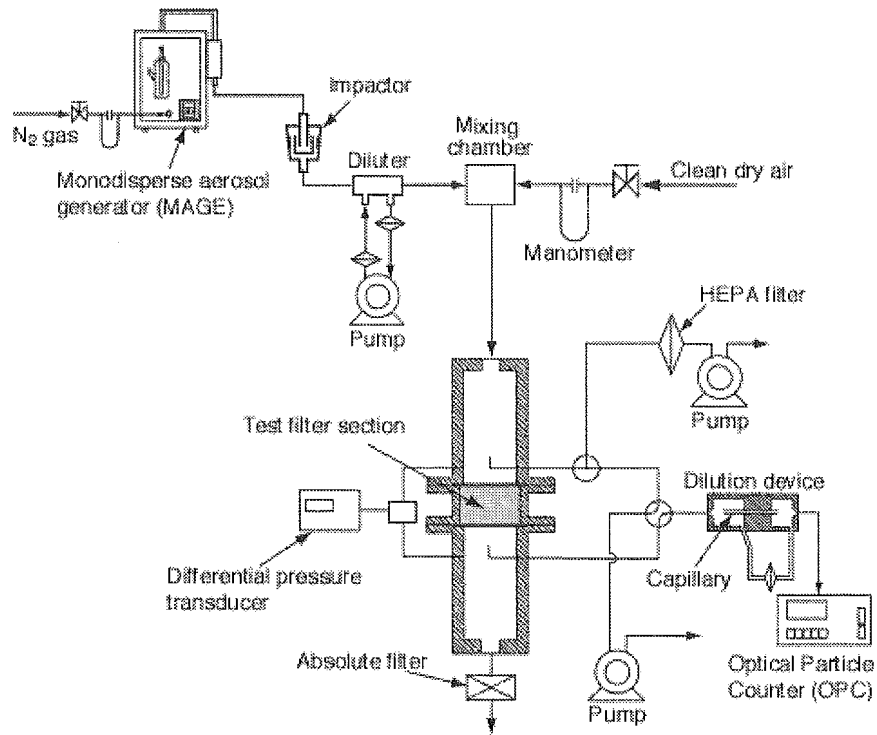 Impactor
N2 gas
Monodisperse aerosol
generator (MAGE)
Diluter
Mixing
chamber
Clean dry air
Manometer
Pump
HEPA filter
Pump
Test filter section
Dilution device
Capillary
Differential pressure
transducer
Absolute filter
Pump
Optical Particle
Counter (OPC)